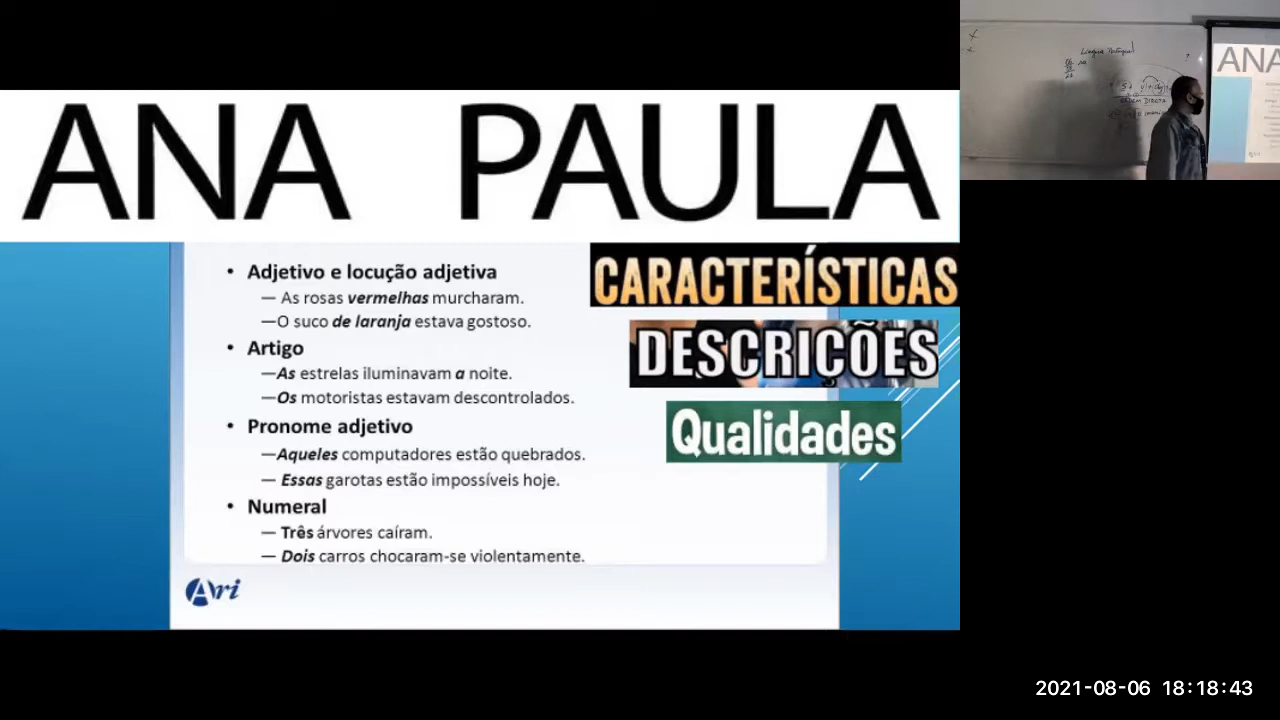 ANA PAULA
• Adjetivo e locução adjetiva
— As rosas vermelhas murcharam.
—O suco de laranja estava gostoso.
• Artigo
—As estrelas iluminavam a noite.
—Os motoristas estavam descontrolados.
• Pronome adjetivo
—Aqueles computadores estão quebrados.
— Essas garotas estão impossíveis hoje.
• Numeral
— Três árvores caíram.
— Dois carros chocaram-se violentamente.
CARACTERÍSTICAS
DESCRIÇÕES
Qualidades
Ari
ANA
ORDEM DIRETA
2021-08-06 18:18:43